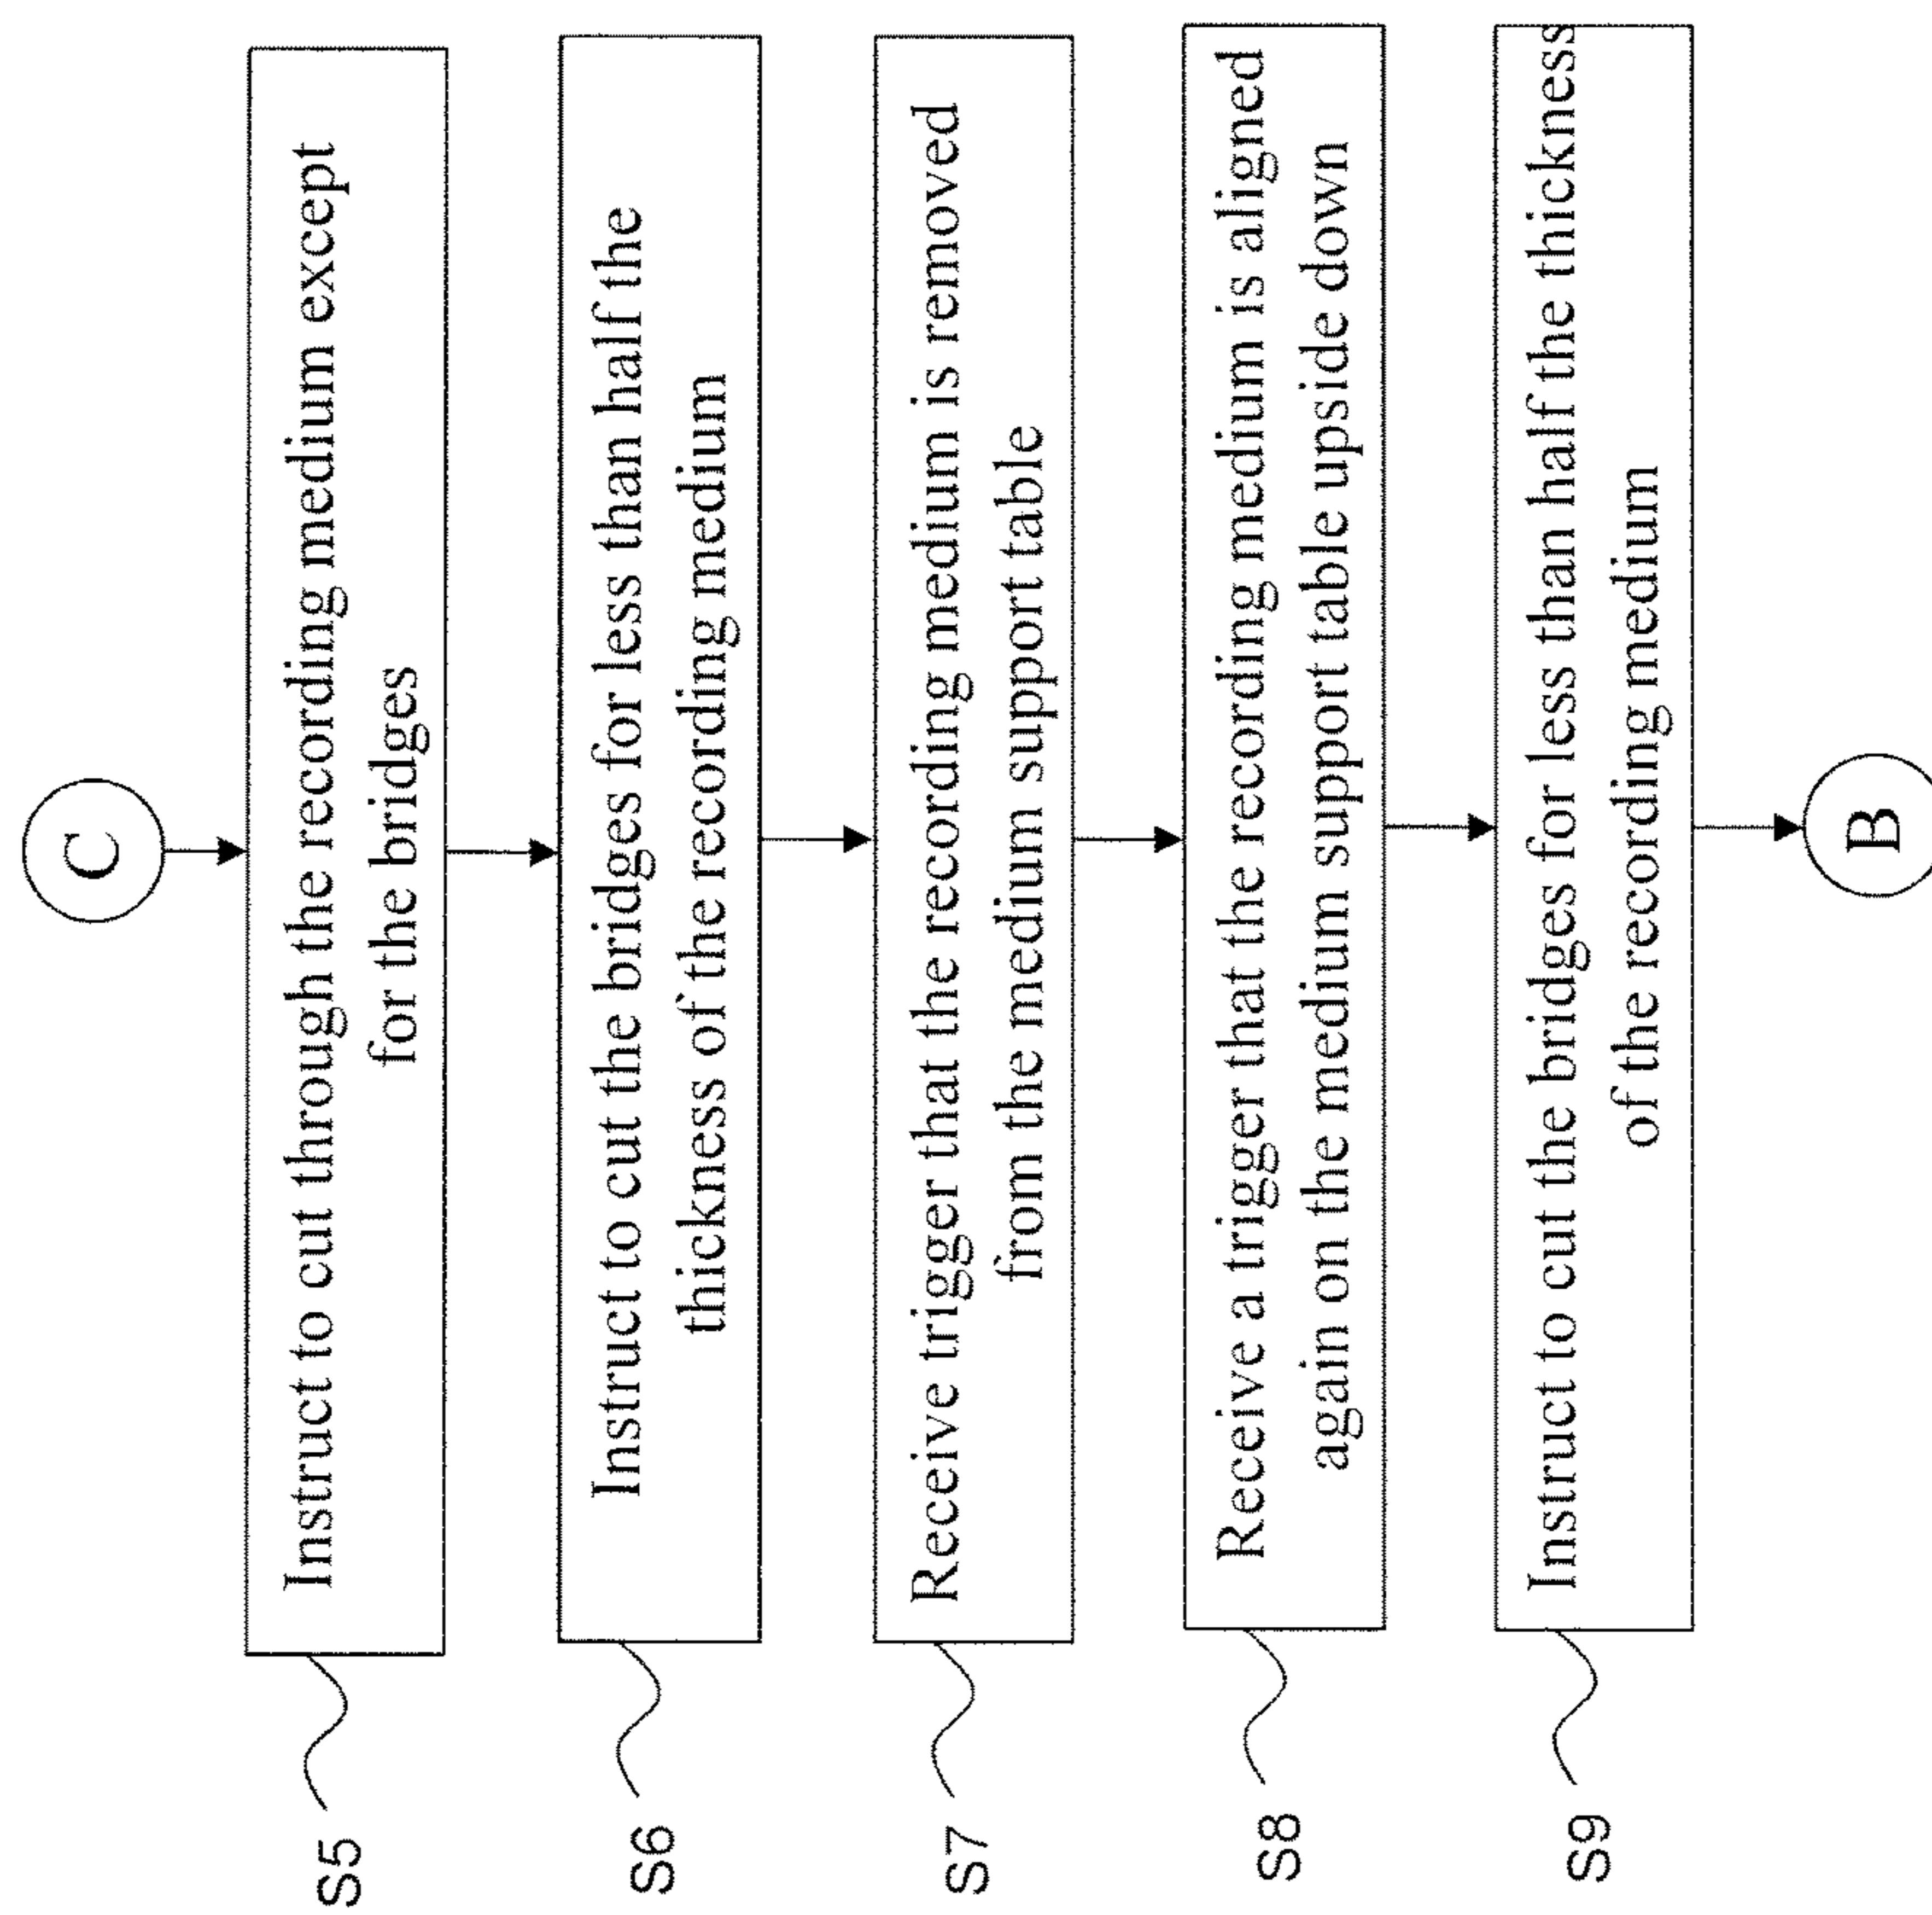 C
S5
Instruct to cut through the recording medium except
for the bridges
S6
Instruct to cut the bridges for less than half the
thickness of the recording medium
S7
Receive trigger that the recording medium is removed
from the medium support table
S8
Receive a trigger that the recording medium is aligned
again on the medium support table upside down
S9
Instruct to cut the bridges for less than half the thickness
of the recording medium
B